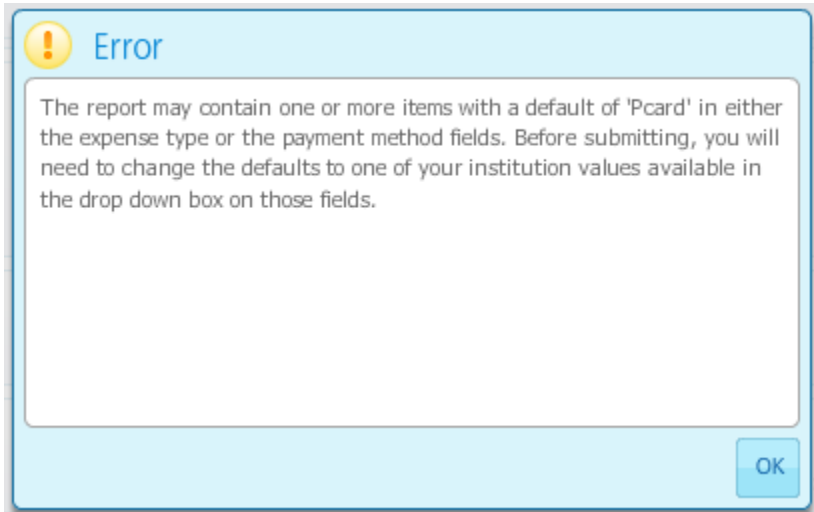 Error
The report may contain one or more items with a default of 'Pcard' in either
the expense type or the payment method fields. Before submitting, you will
need to change the defaults to one of your institution values available in
the drop down box on those fields.
OK